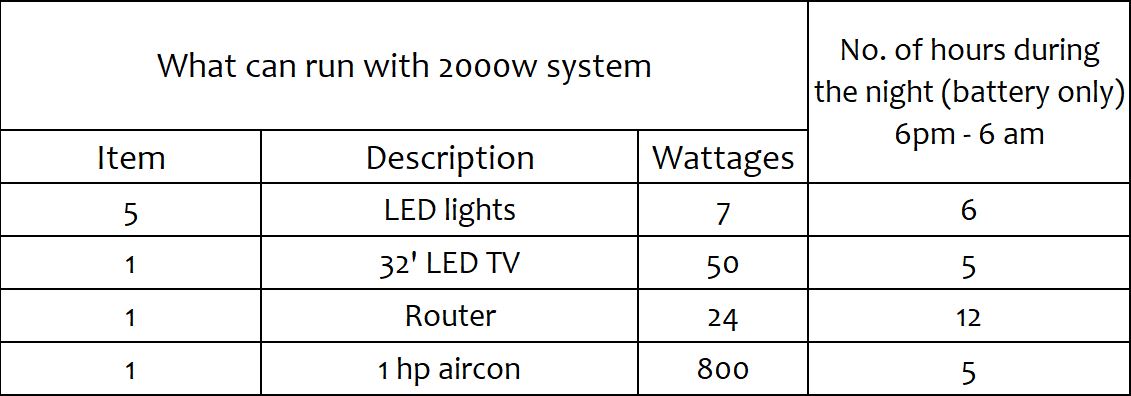 What can run with 2000w system
No. of hours during
the night (battery only)
6pm - 6 am
Item Description Wattages
5 LED lights 7 6
1 32' LED TV 50 5
1 Router 24 12
1 1 hp aircon 800 5